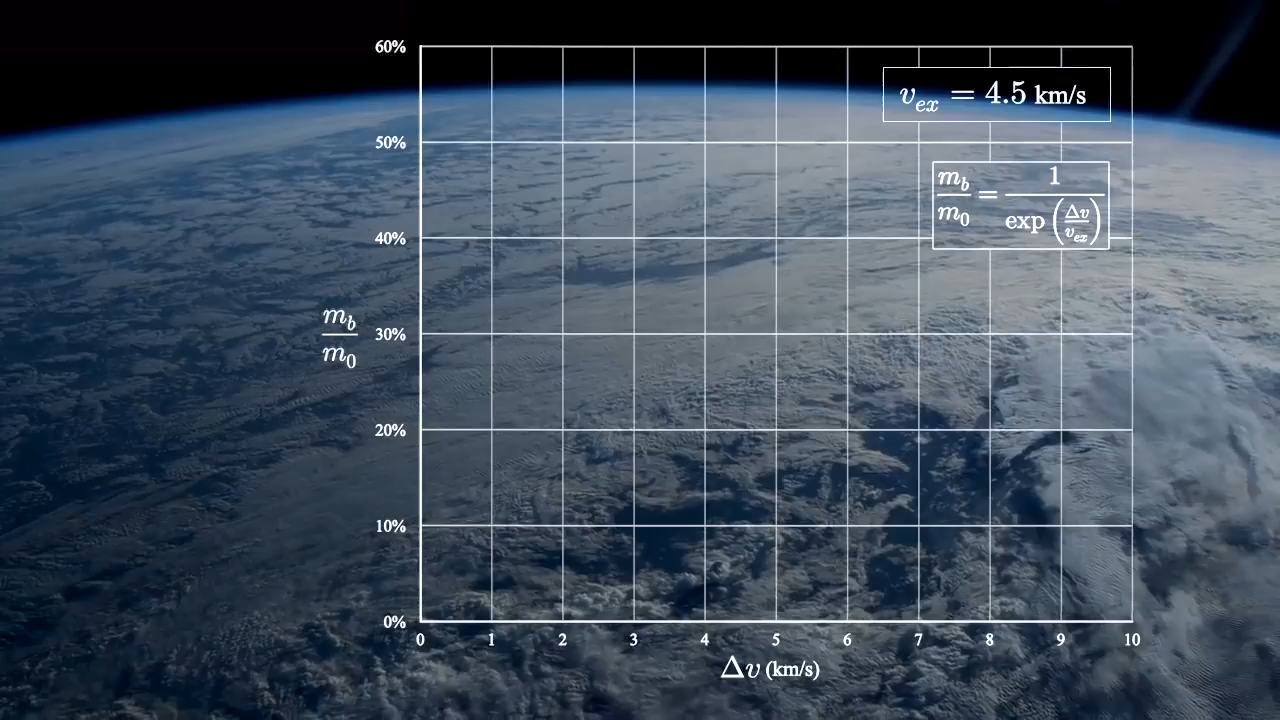 60%
v_ex = 4.5 km/s
50%
m_b/m_0 = 1/exp(Δv/v_ex)
40%
m_b/m_0
30%
20%
10%
0%
0 1 2 3 4 5 6 7 8 9 10
Δv (km/s)